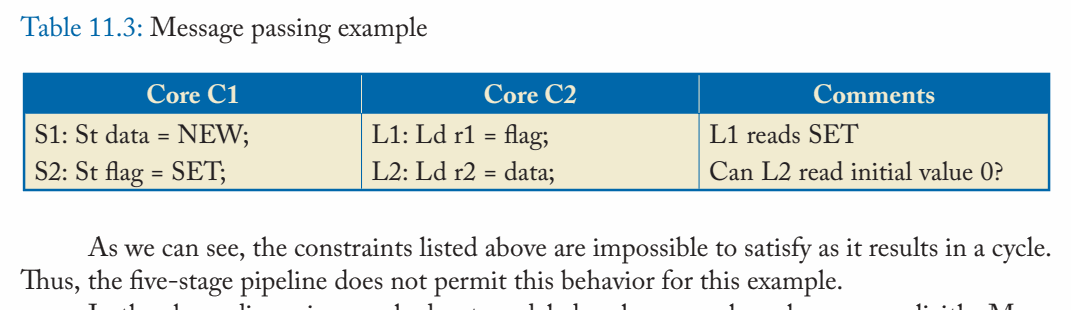 Table 11.3: Message passing example
Core C1 Core C2 Comments
S1: St data = NEW; L1: Ld r1 = flag; L1 reads SET
S2: St flag = SET; L2: Ld r2 = data; Can L2 read initial value 0?
As we can see, the constraints listed above are impossible to satisfy as it results in a cycle.
Thus, the five-stage pipeline does not permit this behavior for this example.